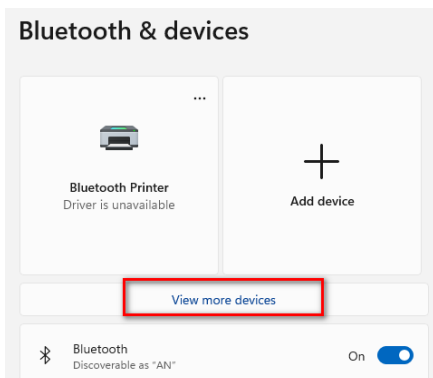 Bluetooth & devices
...
Bluetooth Printer
Driver is unavailable
Add device
View more devices
Bluetooth
On
Discoverable as "AN"